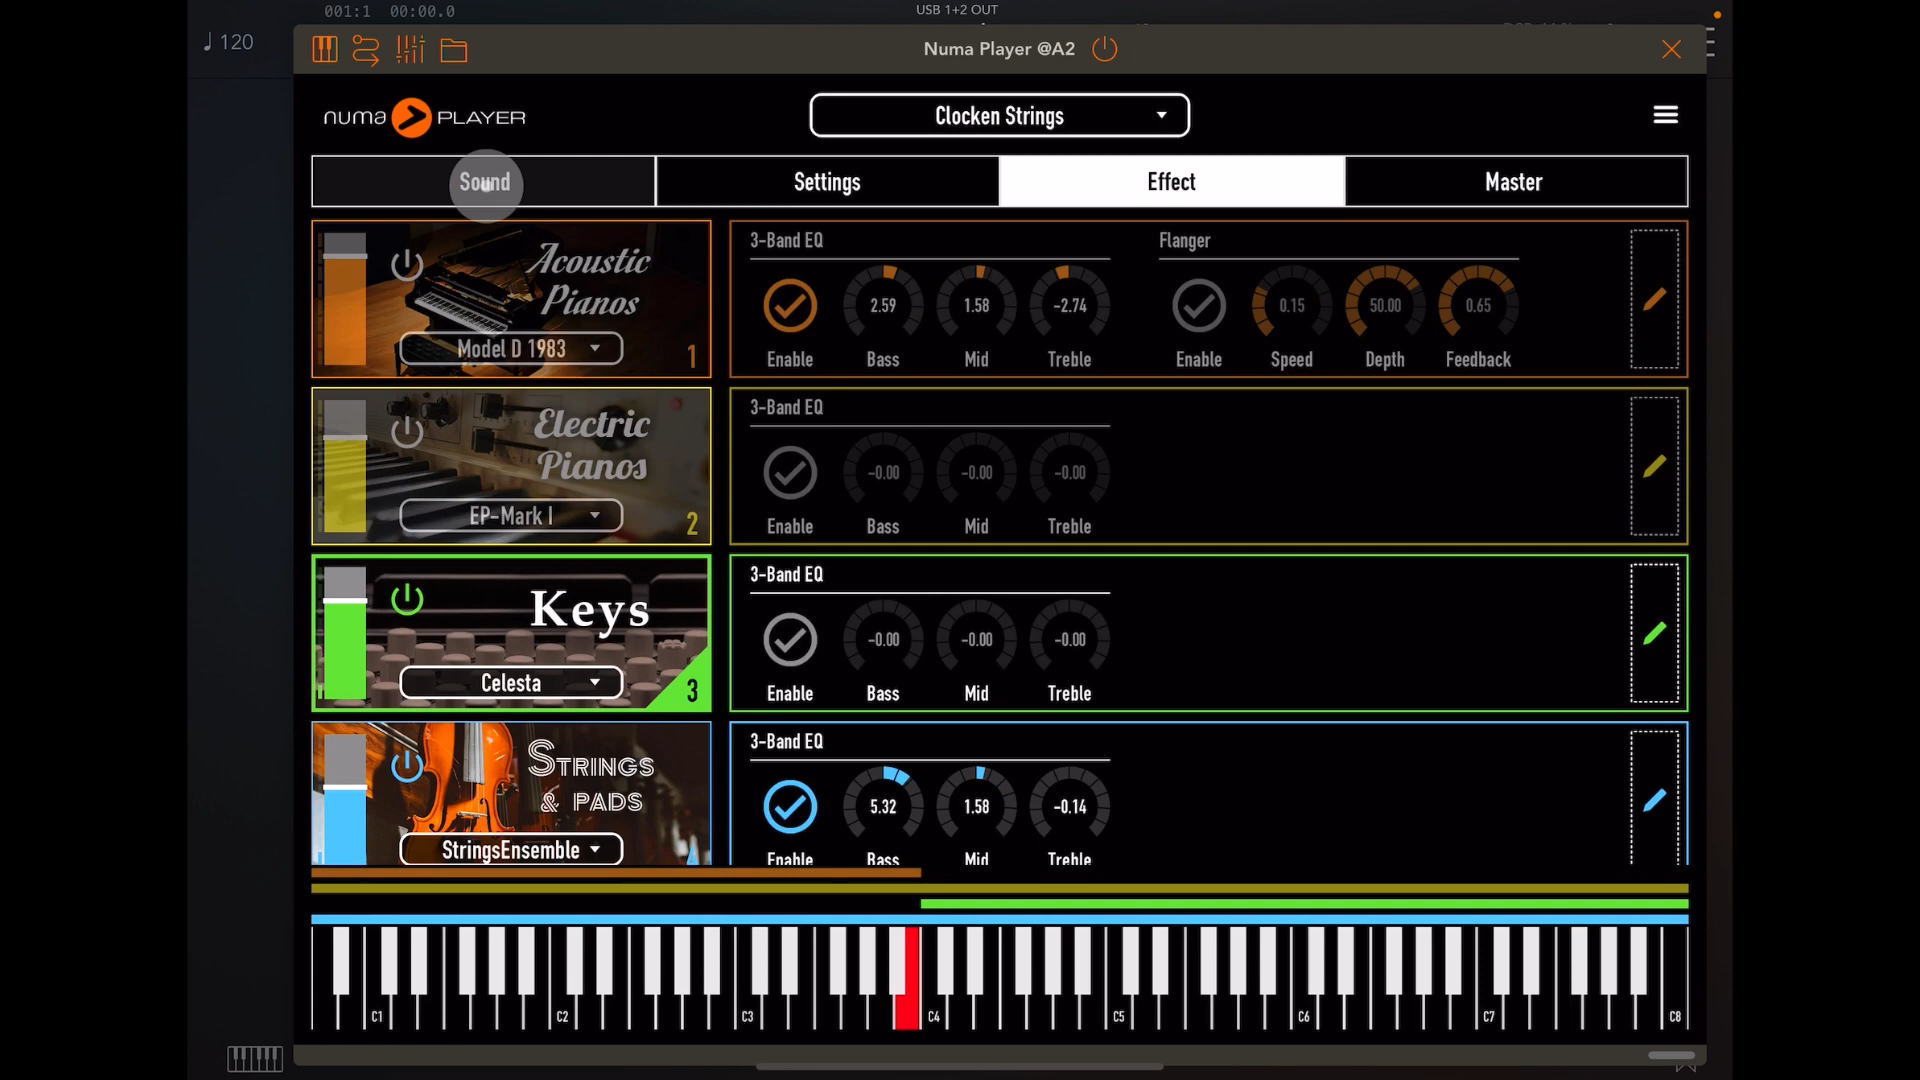 001:1 00:00.0
USB 1+2 OUT
♩ 120
Numa Player @A2
numa PLAYER
Clocken Strings
Sound
Settings
Effect
Master
Acoustic
Pianos
Model D 1983
1
3-Band EQ
Flanger
2.59
1.58
-2.74
0.15
50.00
0.65
Enable
Bass
Mid
Treble
Enable
Speed
Depth
Feedback
Electric
Pianos
EP-Mark I
2
3-Band EQ
-0.00
-0.00
-0.00
Enable
Bass
Mid
Treble
Keys
Celesta
3
3-Band EQ
-0.00
-0.00
-0.00
Enable
Bass
Mid
Treble
STRINGS
& PADS
StringsEnsemble
4
3-Band EQ
5.32
1.58
-0.14
Enable
Bass
Mid
Treble
C1
C2
C3
C4
C5
C6
C7
C8